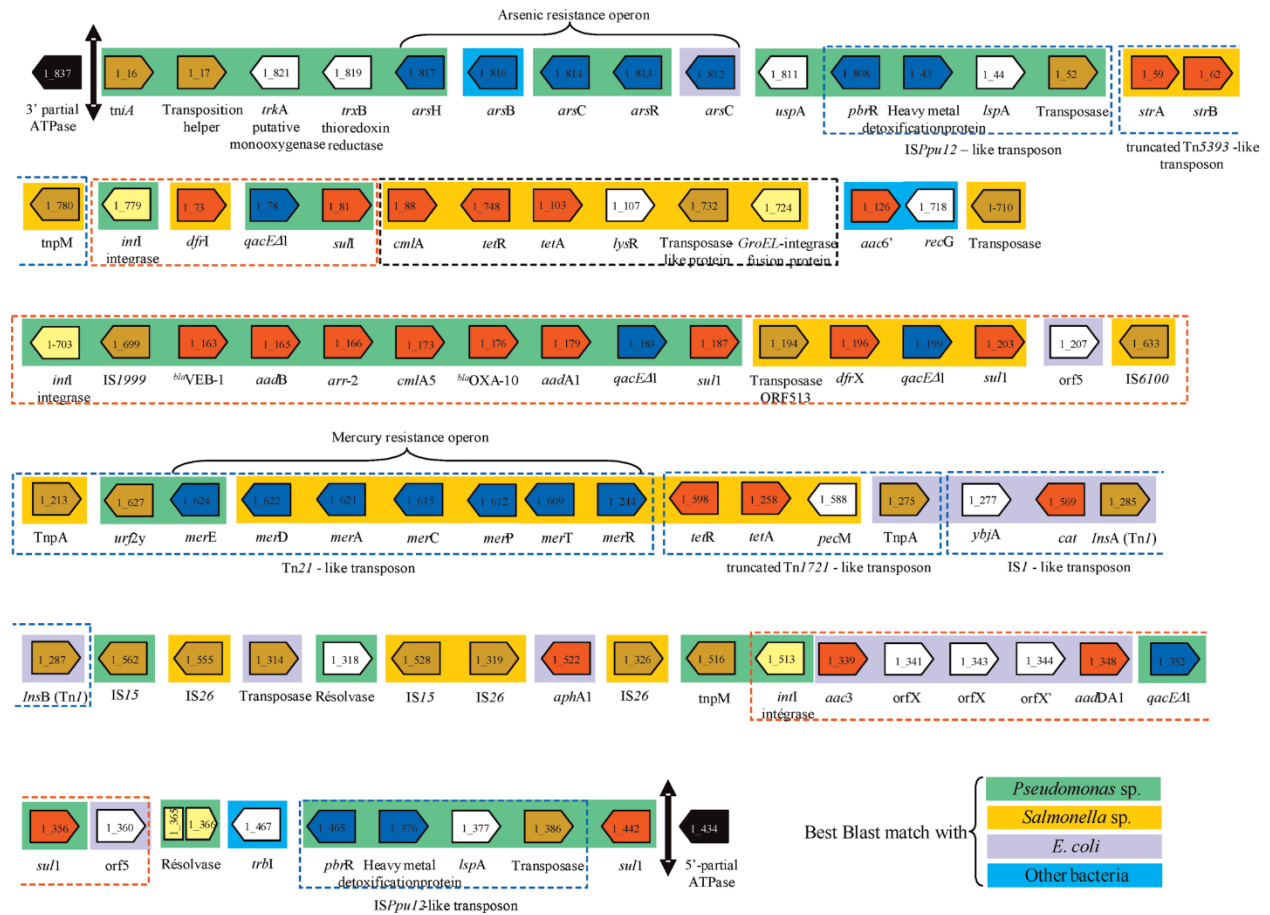 Arsenic resistance operon
1_837 1_16 1_17 1_821 1_819 1_817 1_816 1_814 1_813 1_812 1_811 1_808 1_43 1_44 1_52 1_59 1_62
3’ partial ATPase
tniA
Transposition helper
trkA putative monooxygenase
trxB thioredoxin reductase
arsH
arsB
arsC
arsR
arsC
uspA
pbrR
Heavy metal detoxificationprotein
lspA
Transposase
strA
strB
ISPpu12 – like transposon
truncated Tn5393 -like transposon
1_780 1_779 1_73 1_78 1_81 1_88 1_748 1_103 1_107 1_732 1_724 1_126 1_718 1-710
tnpM
intI integrase
dfrI
qacEΔ1
sulI
cmlA
tetR
tetA
lysR
Transposase-like protein
GroEL-integrase fusion protein
aac6’
recG
Transposase
1-703 1_699 1_163 1_165 1_166 1_173 1_176 1_179 1_183 1_187 1_194 1_196 1_199 1_203 1_207 1_633
intI integrase
IS1999
blaVEB-1
aadB
arr-2
cmlA5
blaOXA-10
aadA1
qacEΔ1
sul1
Transposase ORF513
dfrX
qacEΔ1
sul1
orf5
IS6100
Mercury resistance operon
1_213 1_627 1_624 1_622 1_621 1_615 1_612 1_609 1_244 1_598 1_258 1_588 1_275 1_277 1_569 1_285
TnpA
urf2y
merE
merD
merA
merC
merP
merT
merR
tetR
tetA
pecM
TnpA
ybjA
cat
InsA (Tn1)
Tn21 - like transposon
truncated Tn1721 - like transposon
IS1 - like transposon
1_287 1_562 1_555 1_314 1_318 1_528 1_319 1_522 1_326 1_516 1_513 1_339 1_341 1_343 1_344 1_348 1_352
InsB (Tn1)
IS15
IS26
Transposase
Résolvase
IS15
IS26
aphA1
IS26
tnpM
intI intégrase
aac3
orfX
orfX
orfX’
aadDA1
qacEΔ1
1_356 1_360 1_365 1_366 1_467 1_465 1_376 1_377 1_386 1_442 1_434
sul1
orf5
Résolvase
trbI
pbrR
Heavy metal detoxificationprotein
lspA
Transposase
sul1
5’-partial ATPase
ISPpu12-like transposon
Best Blast match with
Pseudomonas sp.
Salmonella sp.
E. coli
Other bacteria